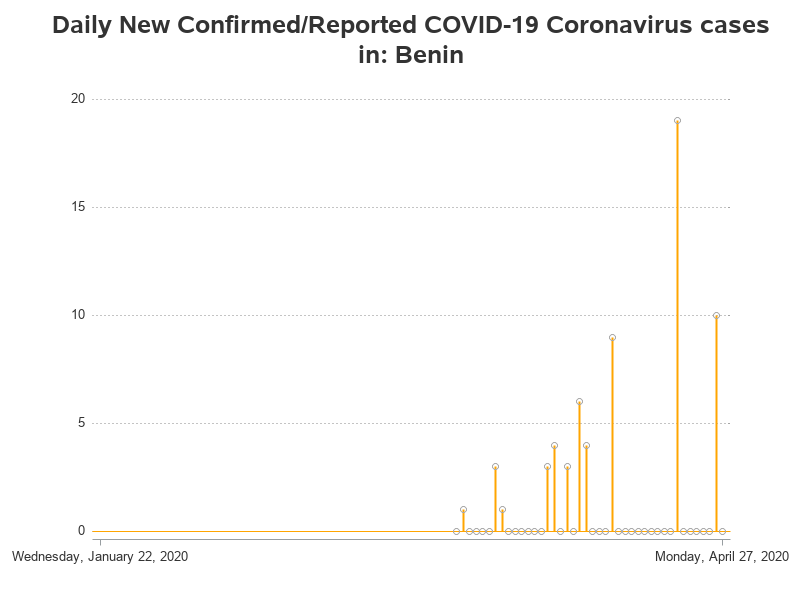 Daily New Confirmed/Reported COVID-19 Coronavirus cases
in: Benin
20
15
10
5
0
Wednesday, January 22, 2020
Monday, April 27, 2020